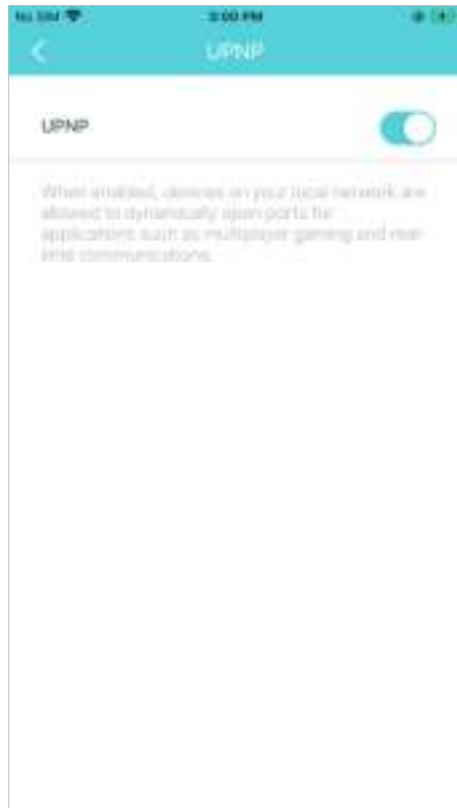 No SIM 3:00 PM
UPNP
UPNP
When enabled, devices on your local network are
allowed to dynamically open ports for
applications such as multiplayer gaming and real-
time communications.